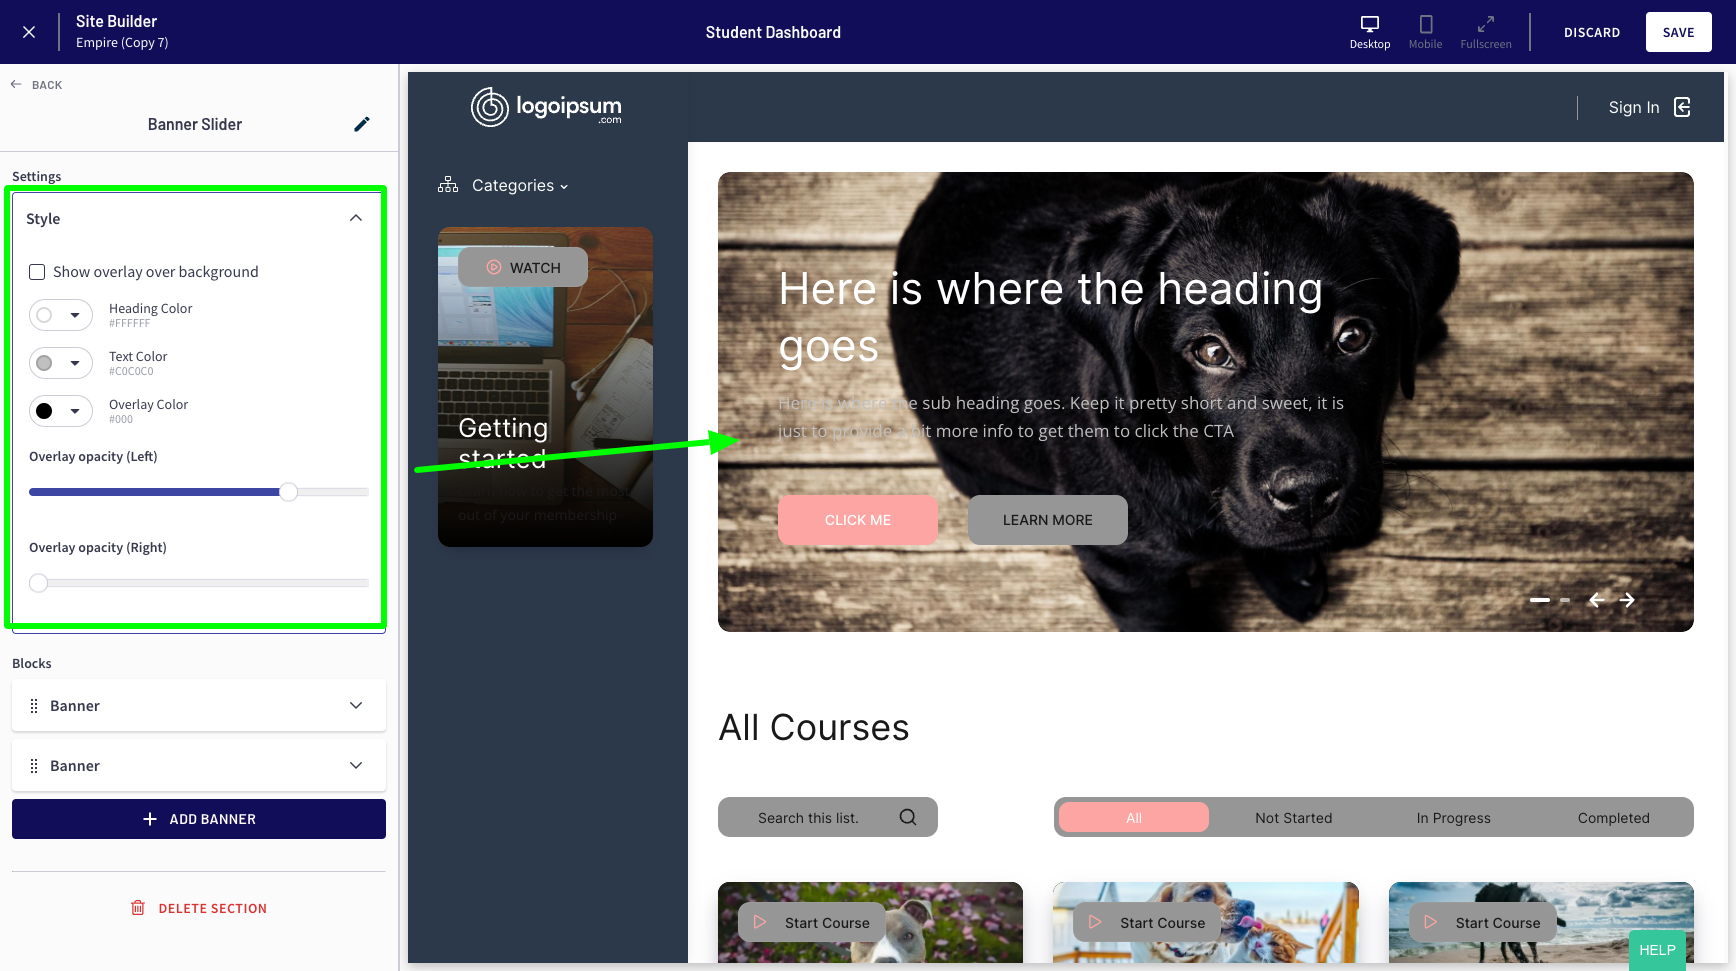 Site Builder
Empire (Copy 7)
Student Dashboard
Desktop
Mobile
Fullscreen
DISCARD
SAVE
BACK
Banner Slider
Settings
Style
Show overlay over background
Heading Color
#FFFFFF
Text Color
#C0C0C0
Overlay Color
#000
Overlay opacity (Left)
Overlay opacity (Right)
Blocks
Banner
Banner
ADD BANNER
DELETE SECTION
logoipsum
.com
Sign In
Categories
WATCH
Getting
started
Learn how to get the most
out of your membership
Here is where the heading
goes
Here is where the sub heading goes. Keep it pretty short and sweet, it is
just to provide a bit more info to get them to click the CTA
CLICK ME
LEARN MORE
All Courses
Search this list.
All
Not Started
In Progress
Completed
Start Course
Start Course
Start Course
HELP